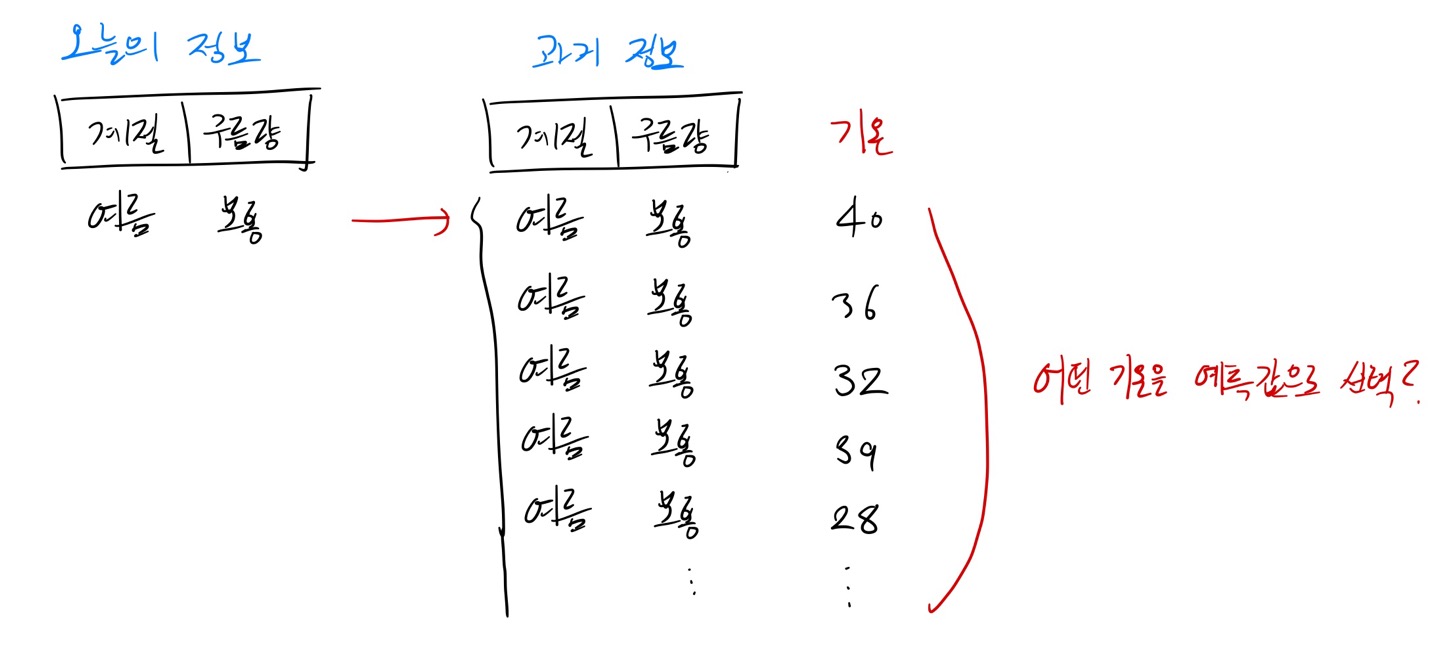 오늘의 정보 과거 정보
계절 구름량 계절 구름량 기온
여름 보통 → 여름 보통 40
여름 보통 36
여름 보통 32
여름 보통 39
여름 보통 28
어떤 기온을 예측값으로 선택?